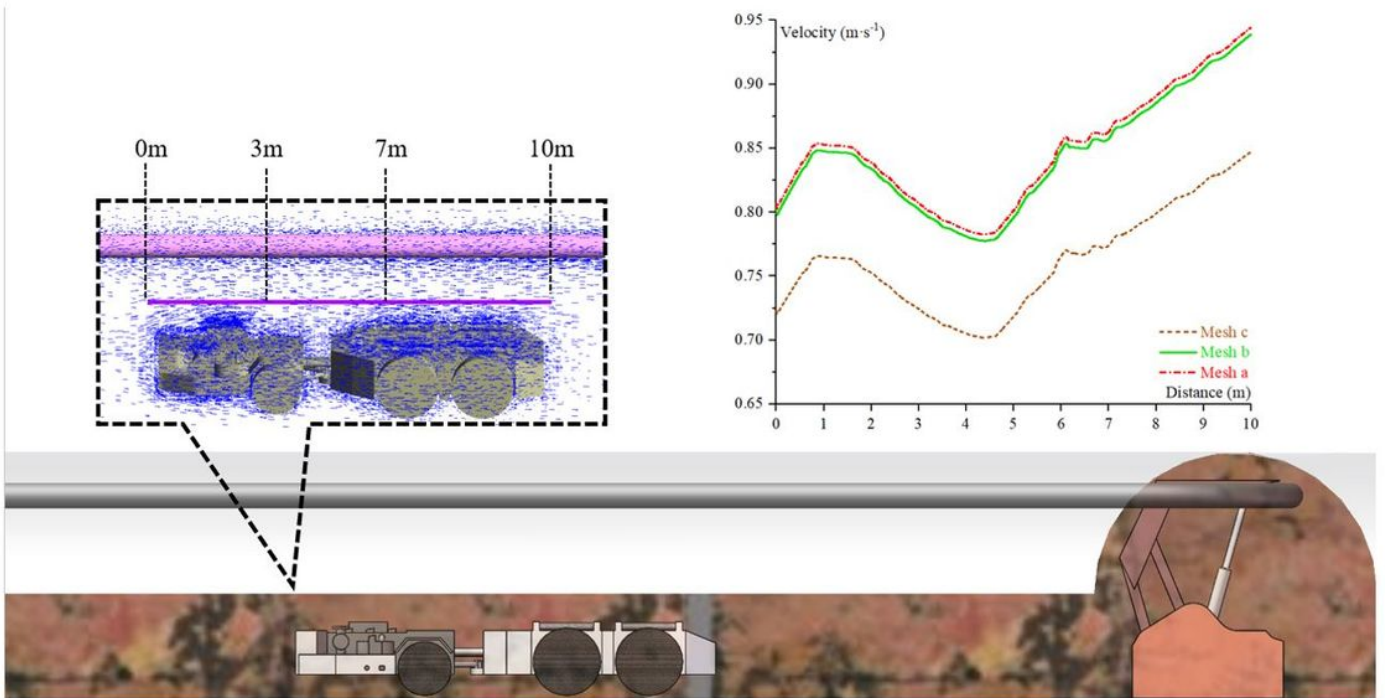 0m 3m 7m 10m
Velocity (m·s⁻¹)
0.95
0.90
0.85
0.80
0.75
0.70
0.65
Mesh c
Mesh b
Mesh a
Distance (m)
0 1 2 3 4 5 6 7 8 9 10